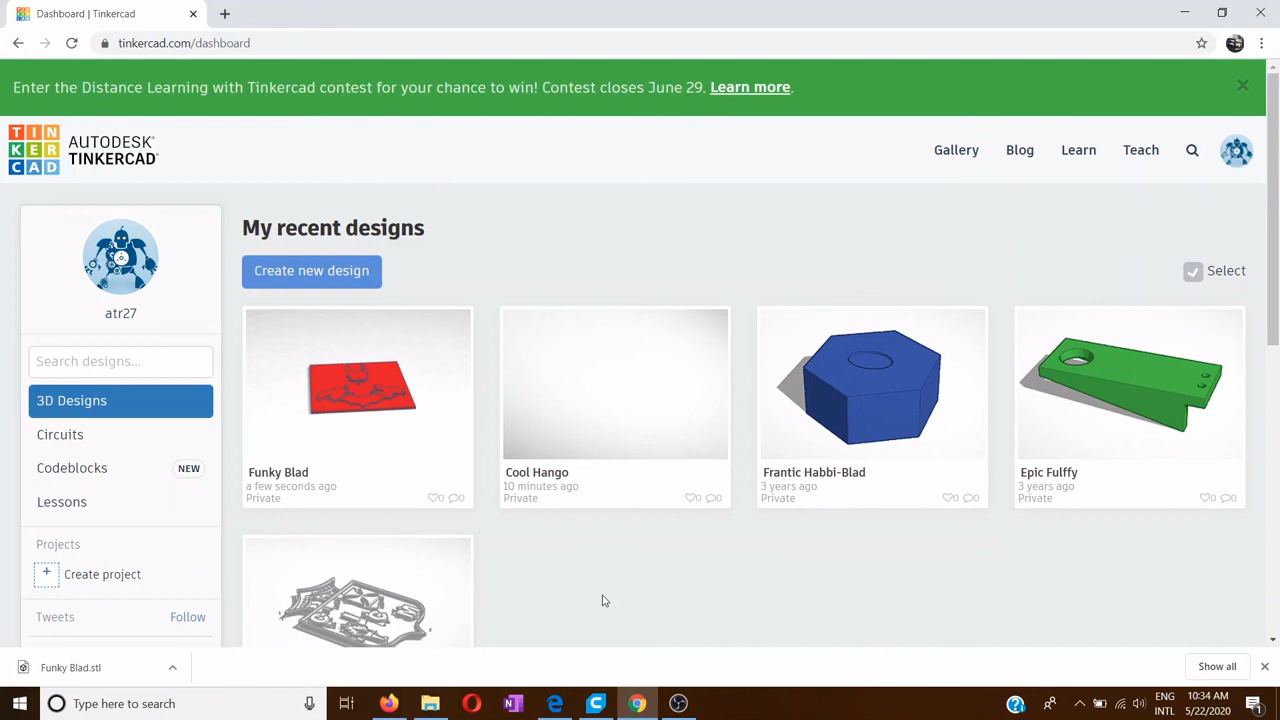 Dashboard | Tinkercad
tinkercad.com/dashboard
Enter the Distance Learning with Tinkercad contest for your chance to win! Contest closes June 29. Learn more.
TIN
KER
CAD
AUTODESK®
TINKERCAD®
Gallery
Blog
Learn
Teach
atr27
Search designs...
3D Designs
Circuits
Codeblocks NEW
Lessons
Projects
+ Create project
Tweets Follow
My recent designs
Create new design
Select
Funky Blad
a few seconds ago
Private
0 0
Cool Hango
10 minutes ago
Private
0 0
Frantic Habbi-Blad
3 years ago
Private
0 0
Epic Fulffy
3 years ago
Private
0 0
Funky Blad.stl
Show all
Type here to search
ENG
INTL
10:34 AM
5/22/2020
1